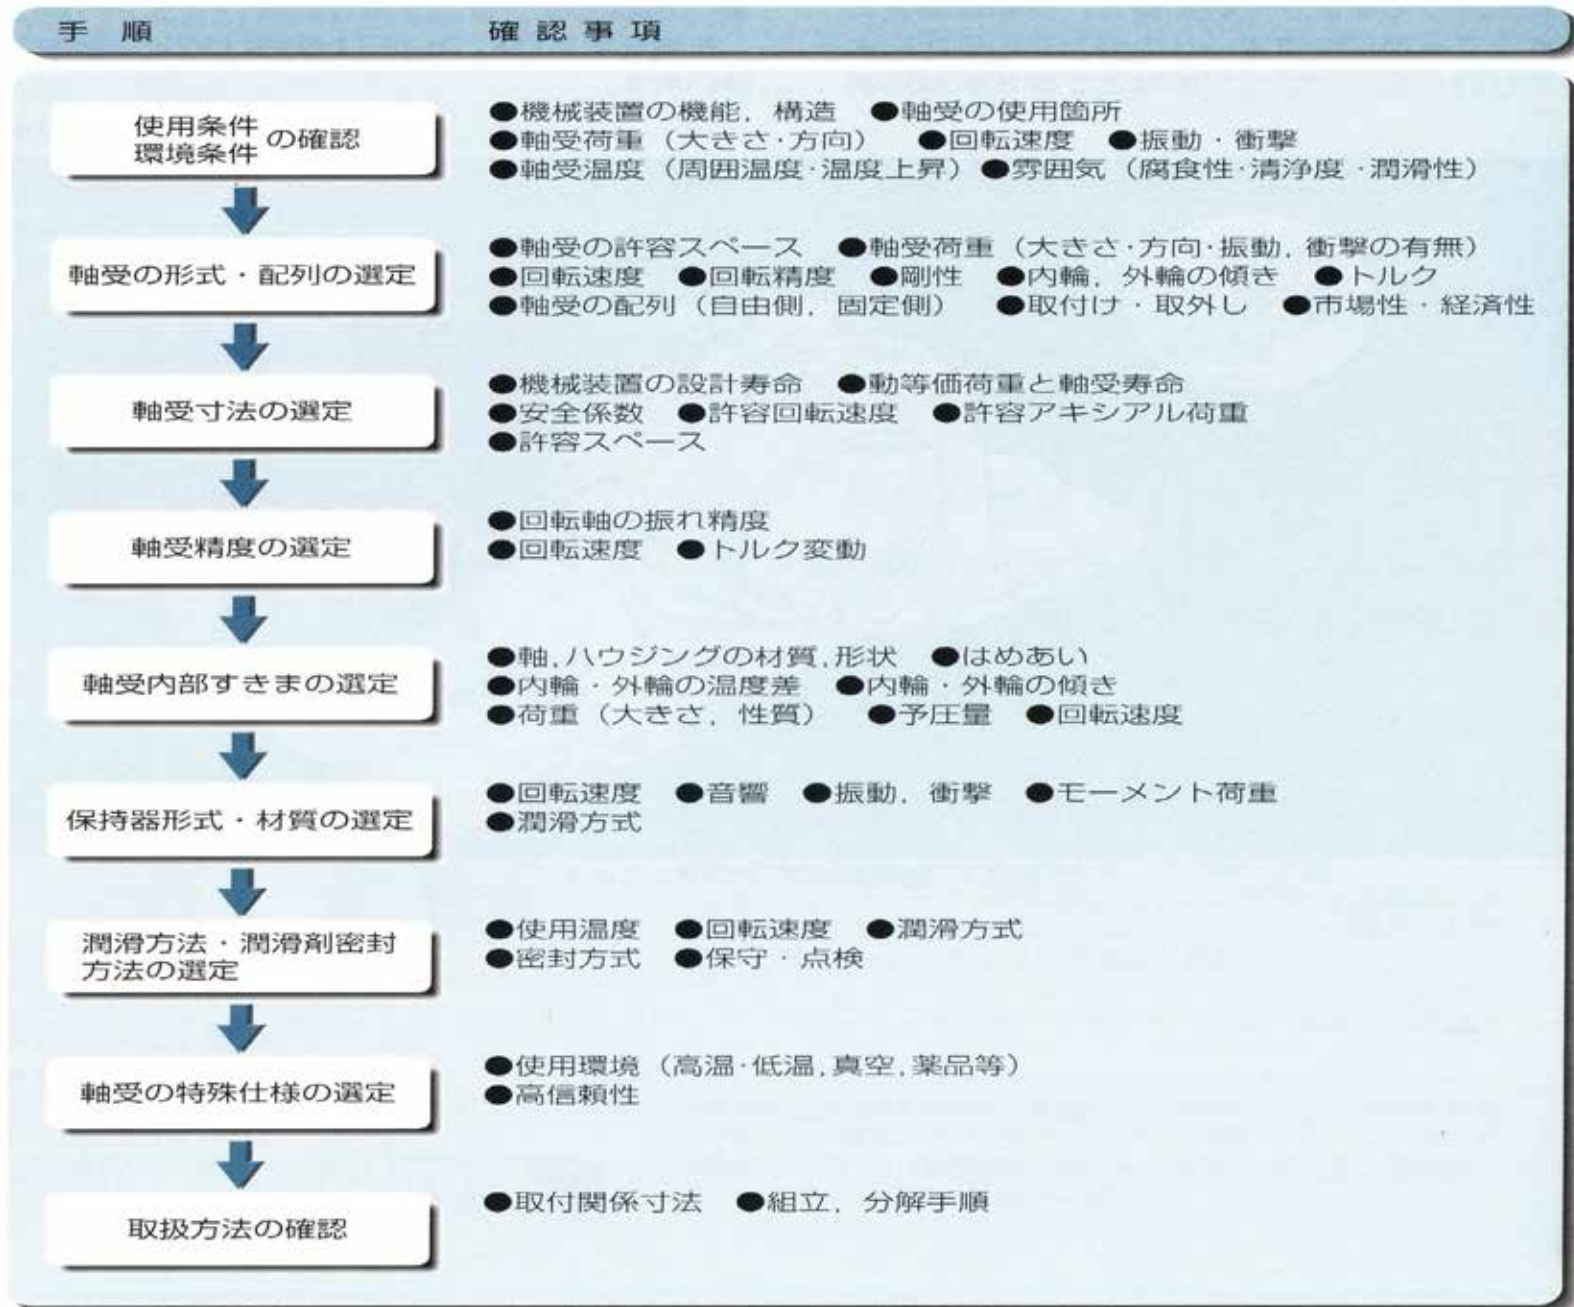 手順 確認事項
使用条件
環境条件 の確認
●機械装置の機能，構造 ●軸受の使用箇所
●軸受荷重（大きさ・方向） ●回転速度 ●振動・衝撃
●軸受温度（周囲温度・温度上昇）●雰囲気（腐食性・清浄度・潤滑性）
軸受の形式・配列の選定
●軸受の許容スペース ●軸受荷重（大きさ・方向・振動，衝撃の有無）
●回転速度 ●回転精度 ●剛性 ●内輪，外輪の傾き ●トルク
●軸受の配列（自由側，固定側） ●取付け・取外し ●市場性・経済性
軸受寸法の選定
●機械装置の設計寿命 ●動等価荷重と軸受寿命
●安全係数 ●許容回転速度 ●許容アキシアル荷重
●許容スペース
軸受精度の選定
●回転軸の振れ精度
●回転速度 ●トルク変動
軸受内部すきまの選定
●軸，ハウジングの材質，形状 ●はめあい
●内輪・外輪の温度差 ●内輪・外輪の傾き
●荷重（大きさ，性質） ●予圧量 ●回転速度
保持器形式・材質の選定
●回転速度 ●音響 ●振動，衝撃 ●モーメント荷重
●潤滑方式
潤滑方法・潤滑剤密封
方法の選定
●使用温度 ●回転速度 ●潤滑方式
●密封方式 ●保守・点検
軸受の特殊仕様の選定
●使用環境（高温・低温，真空，薬品等）
●高信頼性
取扱方法の確認
●取付関係寸法 ●組立，分解手順